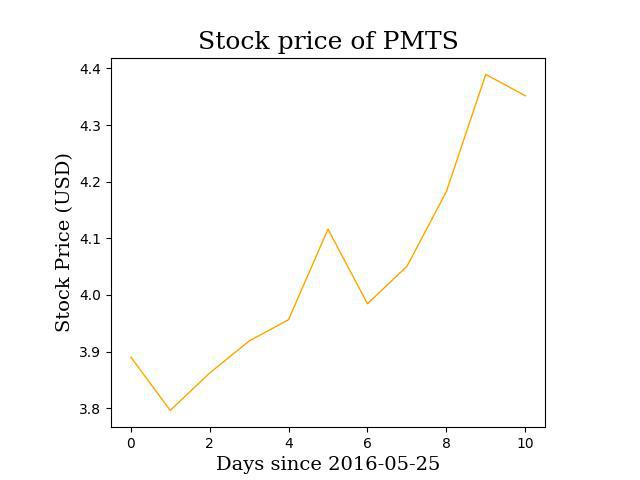 Stock price of PMTS
4.4
4.3
4.2
4.1
4.0
3.9
3.8
Stock Price (USD)
0 2 4 6 8 10
Days since 2016-05-25